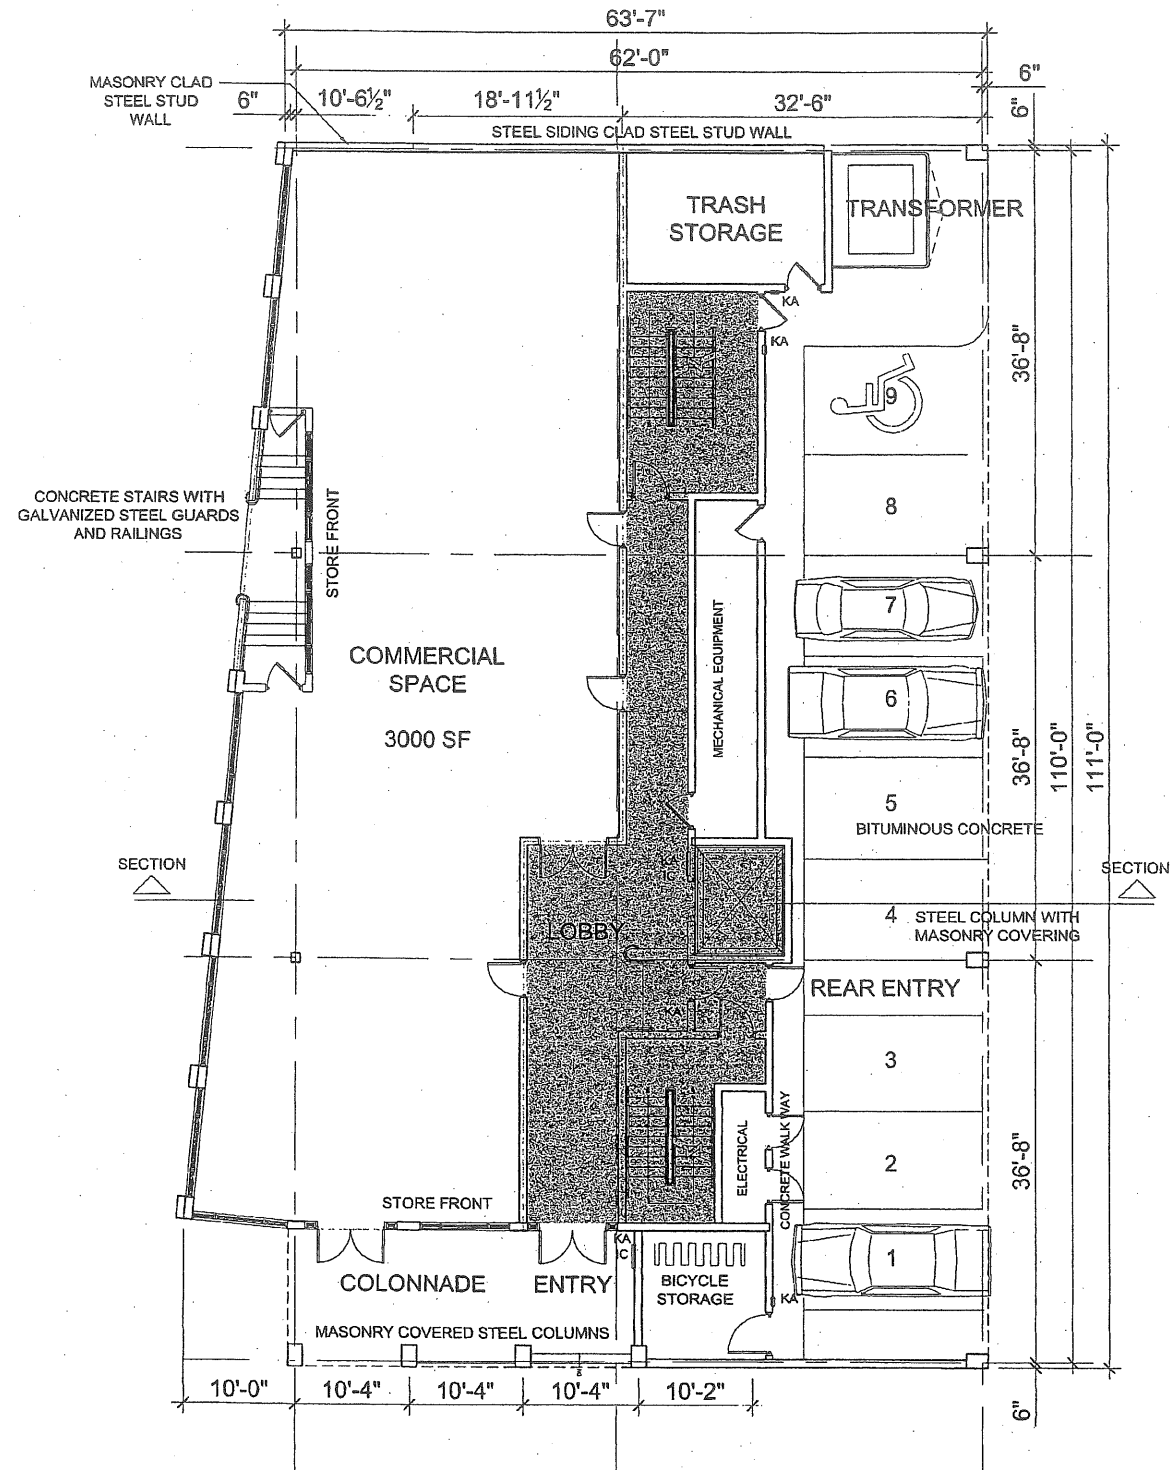 63'-7"
62'-0"
6"
MASONRY CLAD
STEEL STUD
WALL
6"
10'-6½"
18'-11½"
32'-6"
6"
STEEL SIDING CLAD STEEL STUD WALL
TRASH
STORAGE
TRANSFORMER
KA
KA
36'-8"
9
CONCRETE STAIRS WITH
GALVANIZED STEEL GUARDS
AND RAILINGS
STORE FRONT
8
7
COMMERCIAL
SPACE
3000 SF
MECHANICAL EQUIPMENT
6
36'-8"
110'-0"
111'-0"
5
BITUMINOUS CONCRETE
SECTION
KA
IC
SECTION
4
STEEL COLUMN WITH
MASONRY COVERING
LOBBY
REAR ENTRY
KA
3
ELECTRICAL
CONCRETE WALK WAY
2
36'-8"
STORE FRONT
KA
IC
1
COLONNADE
ENTRY
BICYCLE
STORAGE
KA
MASONRY COVERED STEEL COLUMNS
10'-0"
10'-4"
10'-4"
10'-4"
10'-2"
6"